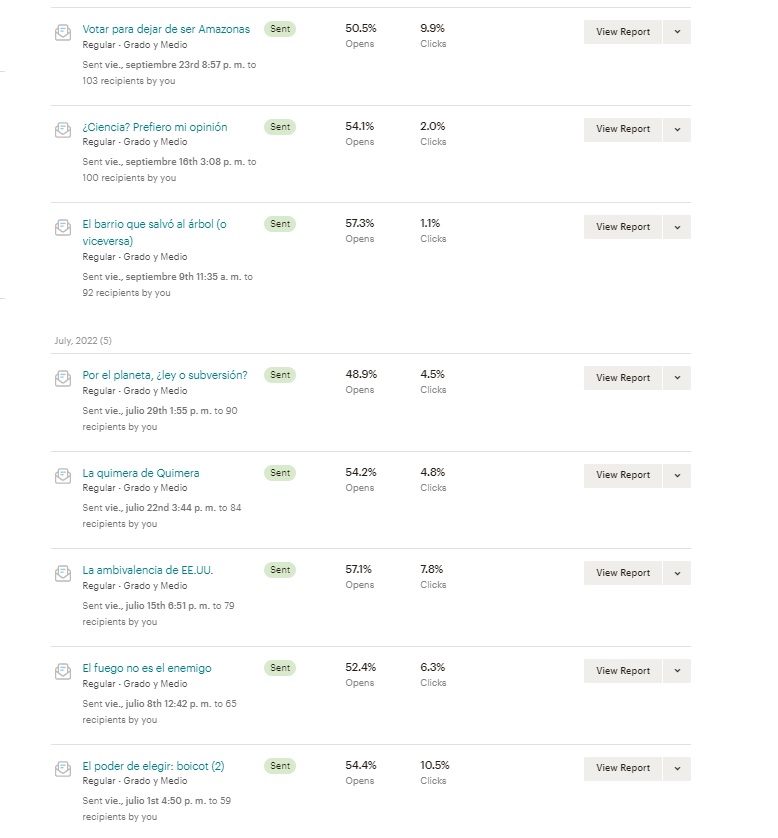 Votar para dejar de ser Amazonas Sent 50.5% 9.9% View Report
Regular - Grado y Medio Opens Clicks
Sent vie., septiembre 23rd 8:57 p. m. to
103 recipients by you
¿Ciencia? Prefiero mi opinión Sent 54.1% 2.0% View Report
Regular - Grado y Medio Opens Clicks
Sent vie., septiembre 16th 3:08 p. m. to
100 recipients by you
El barrio que salvó al árbol (o Sent 57.3% 1.1% View Report
viceversa) Opens Clicks
Regular - Grado y Medio
Sent vie., septiembre 9th 11:35 a. m. to
92 recipients by you
July, 2022 (5)
Por el planeta, ¿ley o subversión? Sent 48.9% 4.5% View Report
Regular - Grado y Medio Opens Clicks
Sent vie., julio 29th 1:55 p. m. to 90
recipients by you
La quimera de Quimera Sent 54.2% 4.8% View Report
Regular - Grado y Medio Opens Clicks
Sent vie., julio 22nd 3:44 p. m. to 84
recipients by you
La ambivalencia de EE.UU. Sent 57.1% 7.8% View Report
Regular - Grado y Medio Opens Clicks
Sent vie., julio 15th 6:51 p. m. to 79
recipients by you
El fuego no es el enemigo Sent 52.4% 6.3% View Report
Regular - Grado y Medio Opens Clicks
Sent vie., julio 8th 12:42 p. m. to 65
recipients by you
El poder de elegir: boicot (2) Sent 54.4% 10.5% View Report
Regular - Grado y Medio Opens Clicks
Sent vie., julio 1st 4:50 p. m. to 59
recipients by you